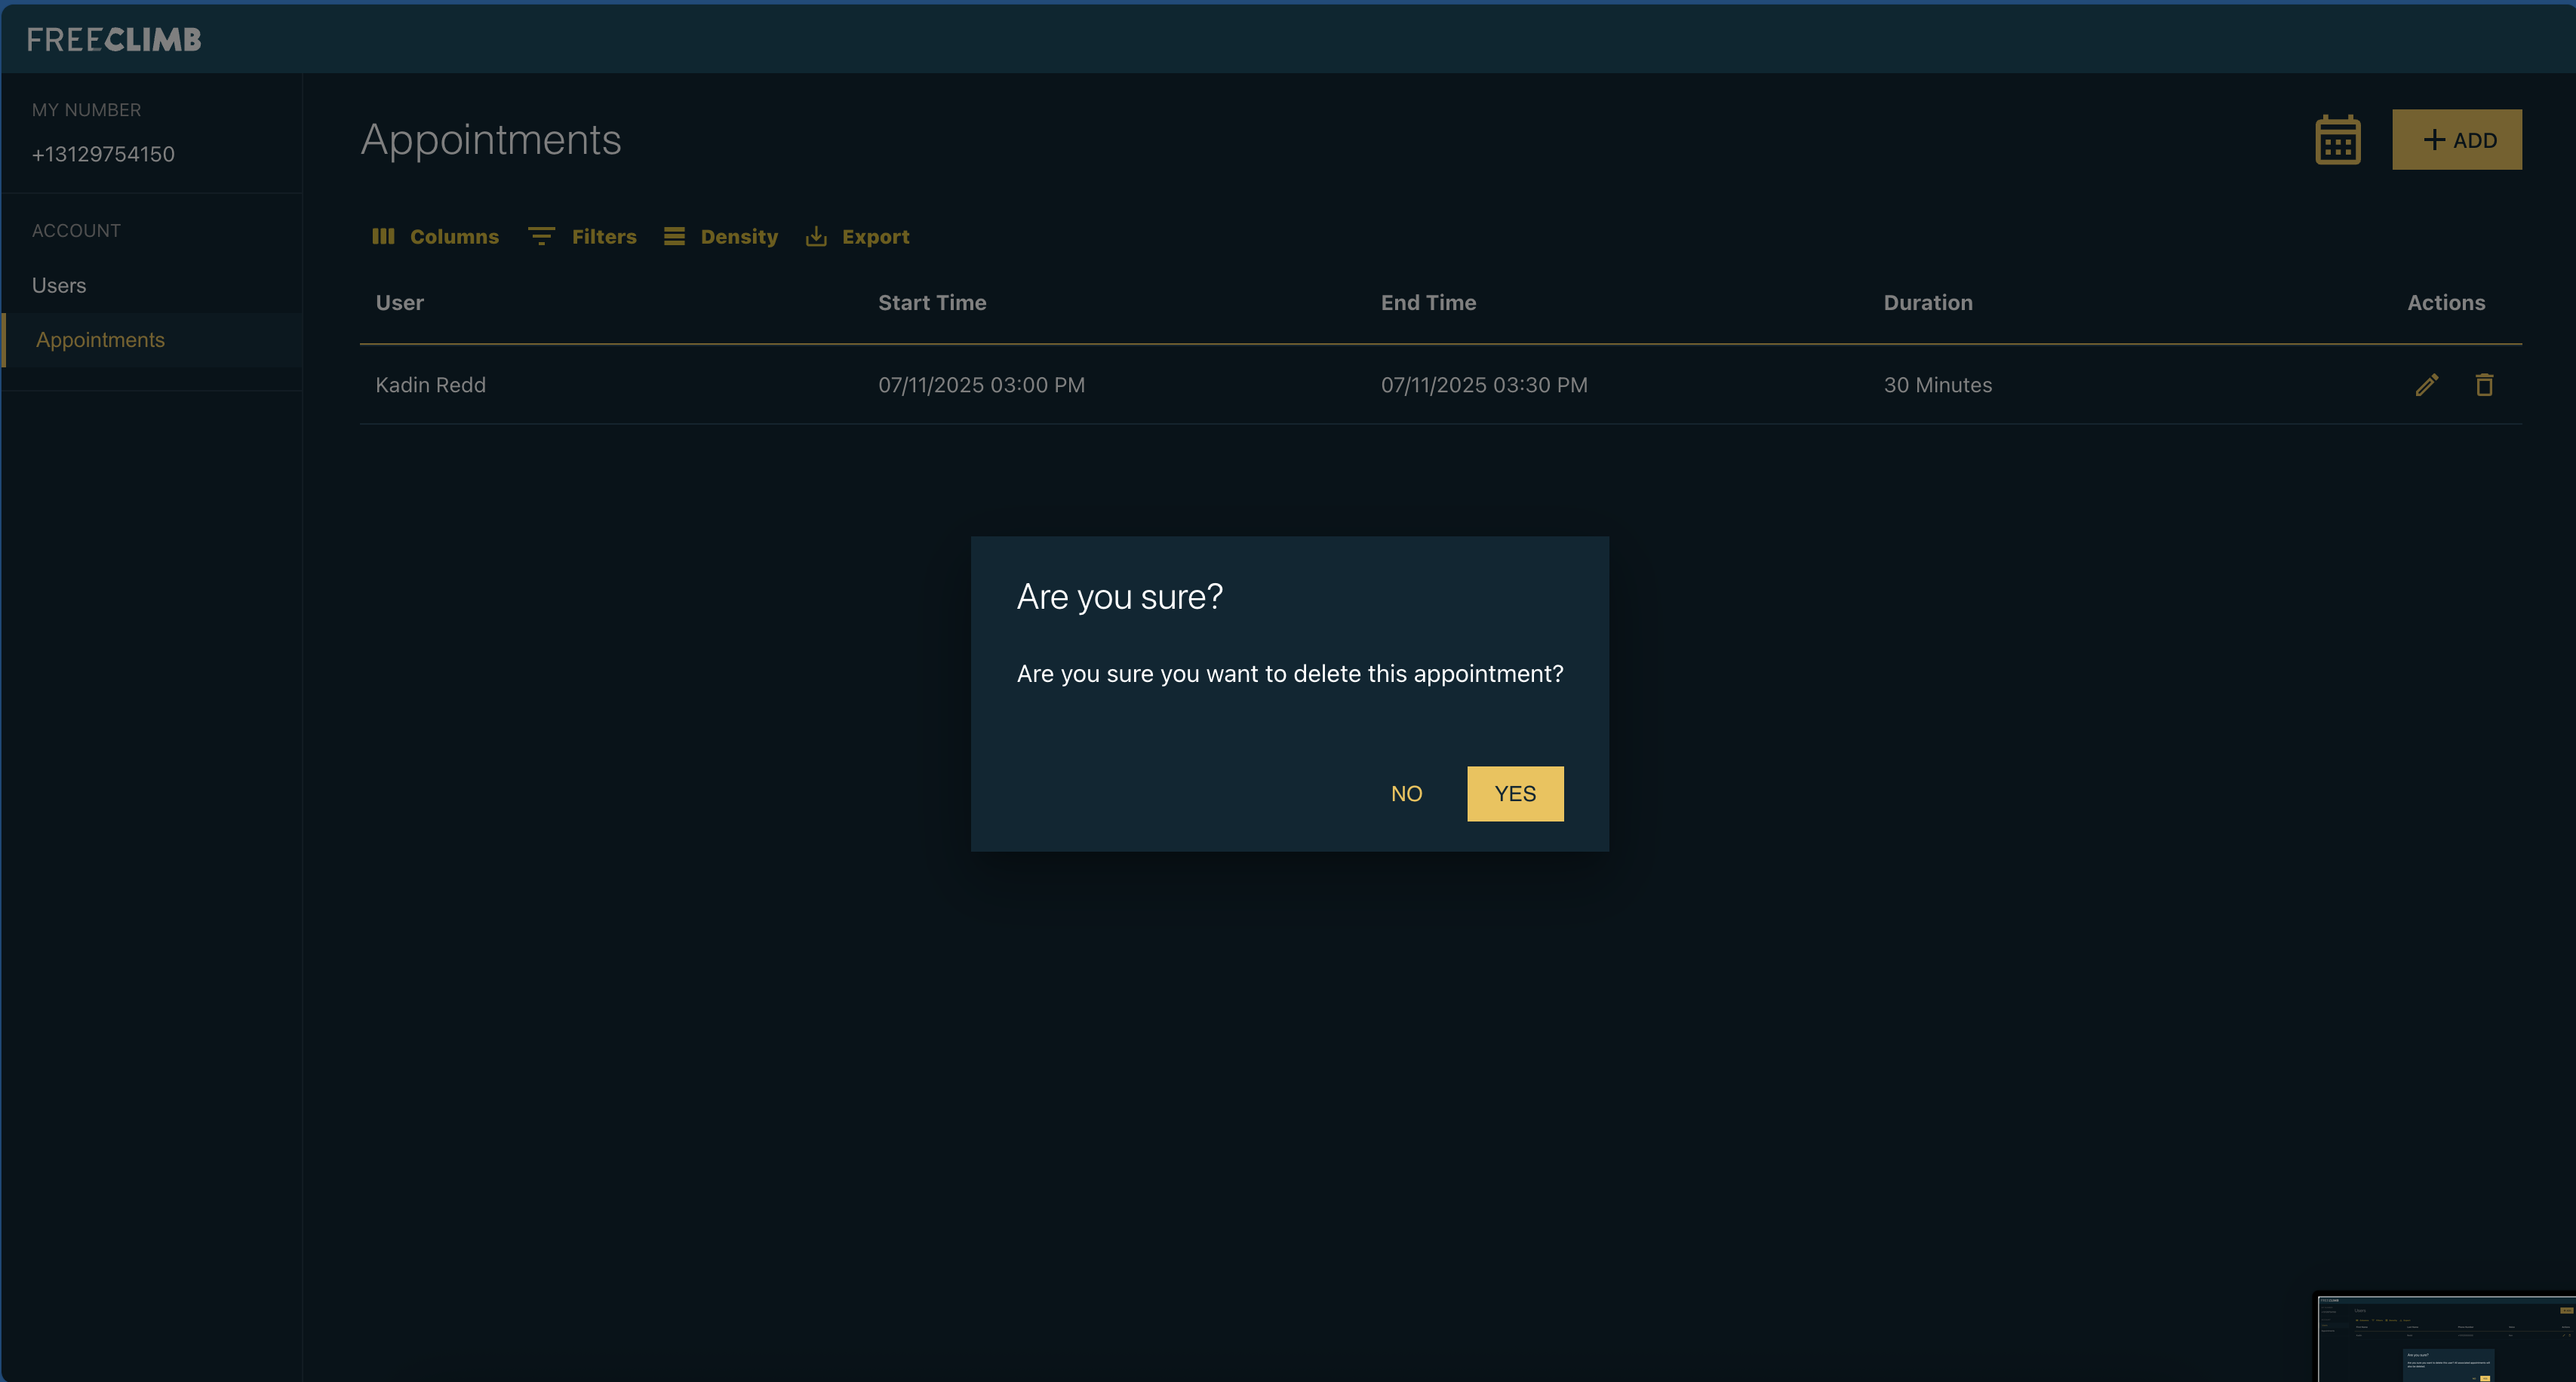 FREECLIMB
MY NUMBER
+13129754150
ACCOUNT
Users
Appointments
Appointments
ADD
Columns Filters Density Export
User Start Time End Time Duration Actions
Kadin Redd 07/11/2025 03:00 PM 07/11/2025 03:30 PM 30 Minutes
Are you sure?
Are you sure you want to delete this appointment?
NO YES